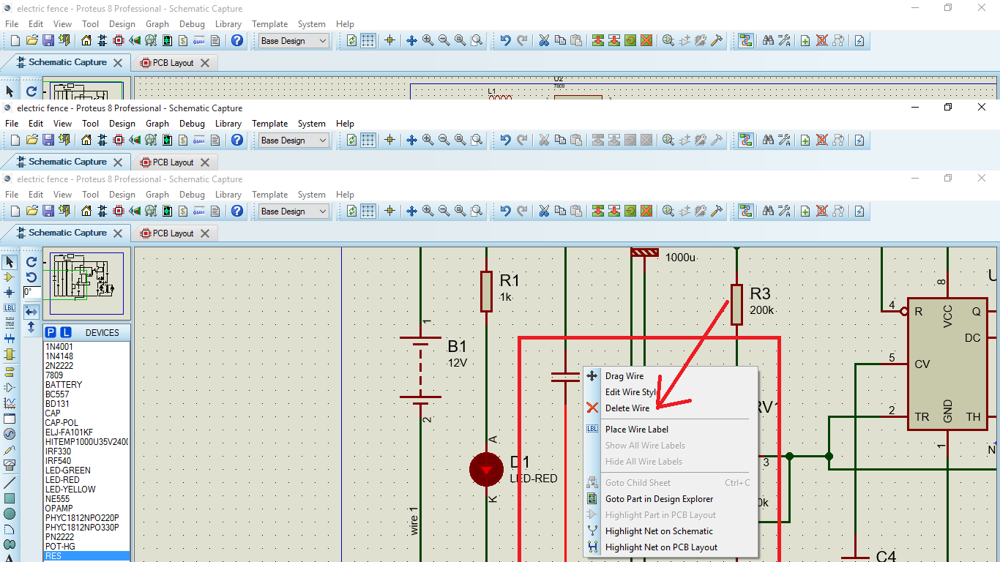 electric fence - Proteus 8 Professional - Schematic Capture
File Edit View Tool Design Graph Debug Library Template System Help
Base Design
Schematic Capture PCB Layout
U2
7809
L1
electric fence - Proteus 8 Professional - Schematic Capture
File Edit View Tool Design Graph Debug Library Template System Help
Base Design
Schematic Capture PCB Layout
electric fence - Proteus 8 Professional - Schematic Capture
File Edit View Tool Design Graph Debug Library Template System Help
Base Design
Schematic Capture PCB Layout
0°
LBL
P L DEVICES
1N4001
1N4148
2N2222
7809
BATTERY
BC557
BD131
CAP
CAP-POL
ELJ-FA101KF
HITEMP1000U35V2400
IRF330
IRF540
LED-GREEN
LED-RED
LED-YELLOW
NE555
OPAMP
PHYC1812NPO220P
PHYC1812NPO330P
PN2222
POT-HG
RES
A
R1
1k
1
B1
12V
2
wire 1
A
D1
LED-RED
K
1000u
R3
200k
RV1
3
0k
Drag Wire
Edit Wire Styl
Delete Wire
LBL Place Wire Label
Show All Wire Labels
Hide All Wire Labels
Goto Child Sheet Ctrl+C
Goto Part in Design Explorer
Highlight Part in PCB Layout
Highlight Net on Schematic
Highlight Net on PCB Layout
U
8
4 R VCC Q
DC
5 CV
2 TR GND TH
1
N
C4